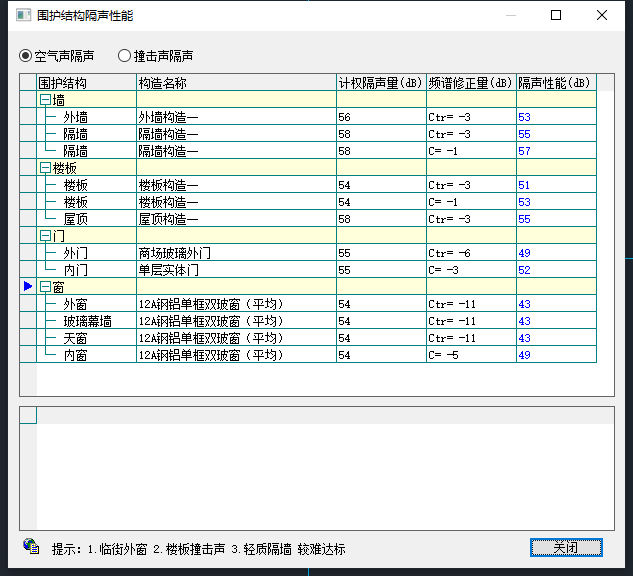 围护结构隔声性能
空气声隔声 撞击声隔声
围护结构 构造名称 计权隔声量(dB) 频谱修正量(dB) 隔声性能(dB)
墙
外墙 外墙构造一 56 Ctr= -3 53
隔墙 隔墙构造一 58 Ctr= -3 55
隔墙 隔墙构造一 58 C= -1 57
楼板
楼板 楼板构造一 54 Ctr= -3 51
楼板 楼板构造一 54 C= -1 53
屋顶 屋顶构造一 58 Ctr= -3 55
门
外门 商场玻璃外门 55 Ctr= -6 49
内门 单层实体门 55 C= -3 52
窗
外窗 12A钢铝单框双玻窗（平均） 54 Ctr= -11 43
玻璃幕墙 12A钢铝单框双玻窗（平均） 54 Ctr= -11 43
天窗 12A钢铝单框双玻窗（平均） 54 Ctr= -11 43
内窗 12A钢铝单框双玻窗（平均） 54 C= -5 49
提示：1.临街外窗 2.楼板撞击声 3.轻质隔墙 较难达标
关闭